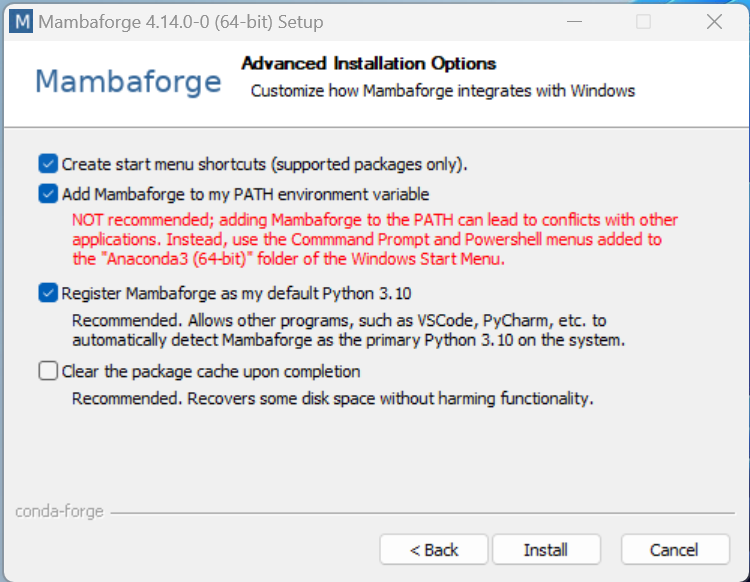 M Mambaforge 4.14.0-0 (64-bit) Setup
Mambaforge
Advanced Installation Options
Customize how Mambaforge integrates with Windows
Create start menu shortcuts (supported packages only).
Add Mambaforge to my PATH environment variable
NOT recommended; adding Mambaforge to the PATH can lead to conflicts with other
applications. Instead, use the Commmand Prompt and Powershell menus added to
the "Anaconda3 (64-bit)" folder of the Windows Start Menu.
Register Mambaforge as my default Python 3.10
Recommended. Allows other programs, such as VSCode, PyCharm, etc. to
automatically detect Mambaforge as the primary Python 3.10 on the system.
Clear the package cache upon completion
Recommended. Recovers some disk space without harming functionality.
conda-forge
< Back
Install
Cancel